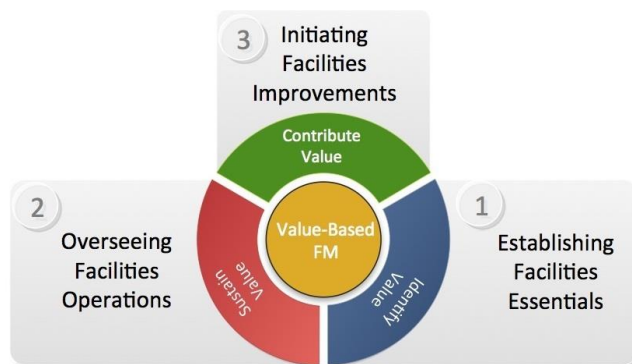 3
Initiating
Facilities
Improvements
Contribute
Value
2
Overseeing
Facilities
Operations
Sustain
Value
Value-Based
FM
Identify
Value
1
Establishing
Facilities
Essentials